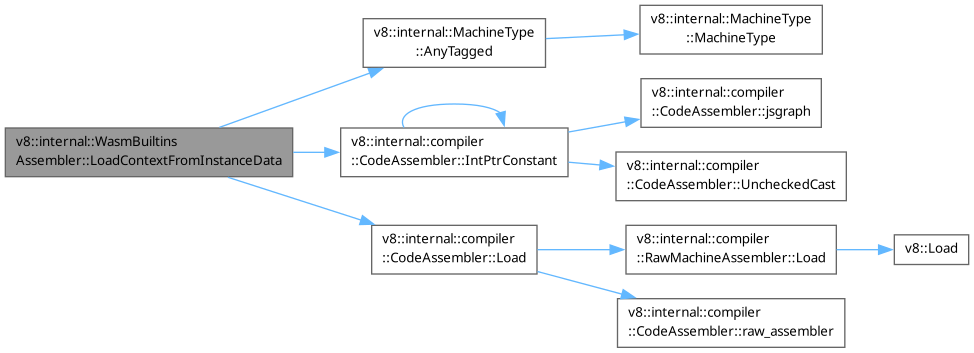 v8::internal::WasmBuiltins
Assembler::LoadContextFromInstanceData
v8::internal::MachineType
::AnyTagged
v8::internal::MachineType
::MachineType
v8::internal::compiler
::CodeAssembler::IntPtrConstant
v8::internal::compiler
::CodeAssembler::jsgraph
v8::internal::compiler
::CodeAssembler::UncheckedCast
v8::internal::compiler
::CodeAssembler::Load
v8::internal::compiler
::RawMachineAssembler::Load
v8::Load
v8::internal::compiler
::CodeAssembler::raw_assembler